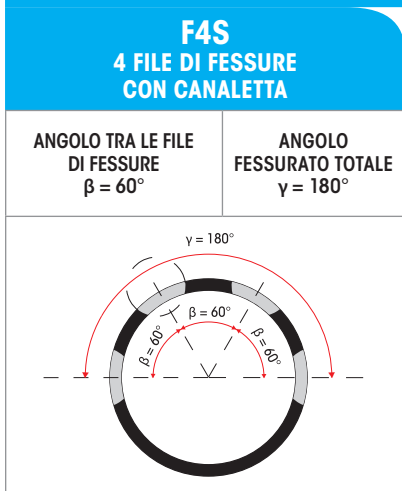 F4S
4 FILE DI FESSURE
CON CANALETTA
ANGOLO TRA LE FILE
DI FESSURE
β = 60°
ANGOLO
FESSURATO TOTALE
γ = 180°
γ = 180°
β = 60°
β = 60°
β = 60°